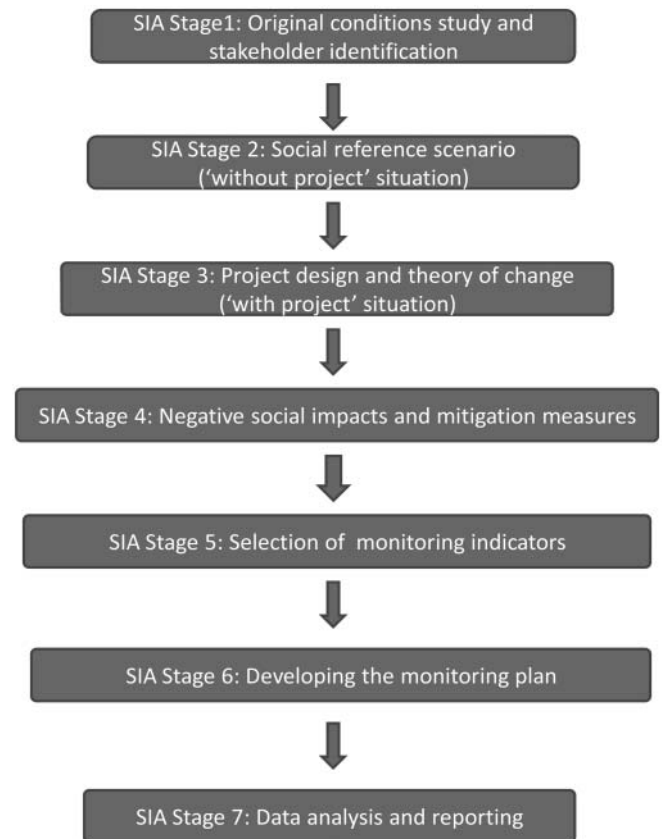 SIA Stage1: Original conditions study and
stakeholder identification
SIA Stage 2: Social reference scenario
(‘without project’ situation)
SIA Stage 3: Project design and theory of change
(‘with project’ situation)
SIA Stage 4: Negative social impacts and mitigation measures
SIA Stage 5: Selection of monitoring indicators
SIA Stage 6: Developing the monitoring plan
SIA Stage 7: Data analysis and reporting